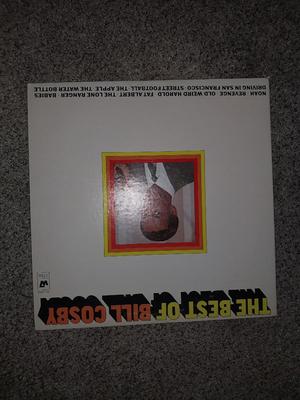 THE BEST OF BILL COSBY
NOAH · REVENGE · OLD WEIRD HAROLD · FAT ALBERT · THE LONE RANGER · BABIES
DRIVING IN SAN FRANCISCO · STREET FOOTBALL · THE APPLE · THE WATER BOTTLE